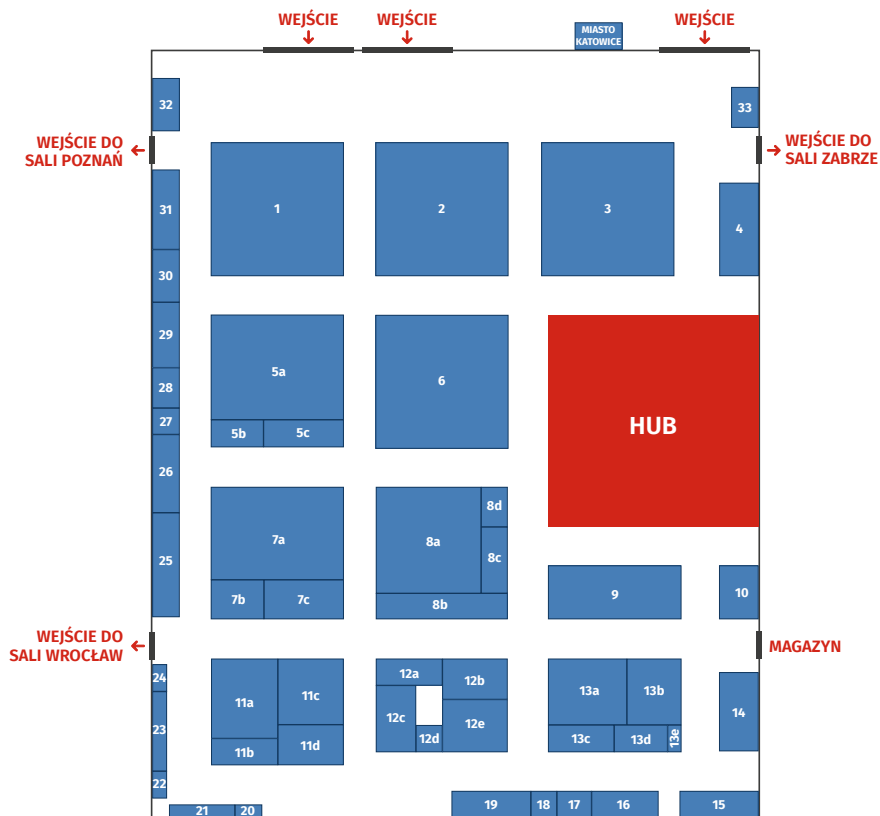 WEJŚCIE
WEJŚCIE
MIASTO
KATOWICE
WEJŚCIE
32
33
WEJŚCIE DO
SALI POZNAŃ
WEJŚCIE DO
SALI ZABRZE
31
1
2
3
4
30
29
5a
6
28
HUB
27
5b
5c
26
8d
7a
8a
8c
25
7b
7c
8b
9
10
WEJŚCIE DO
SALI WROCŁAW
MAGAZYN
24
11a
11c
12a
12b
13a
13b
14
23
12c
12e
11b
11d
12d
13c
13d
13e
22
21
20
19
18
17
16
15